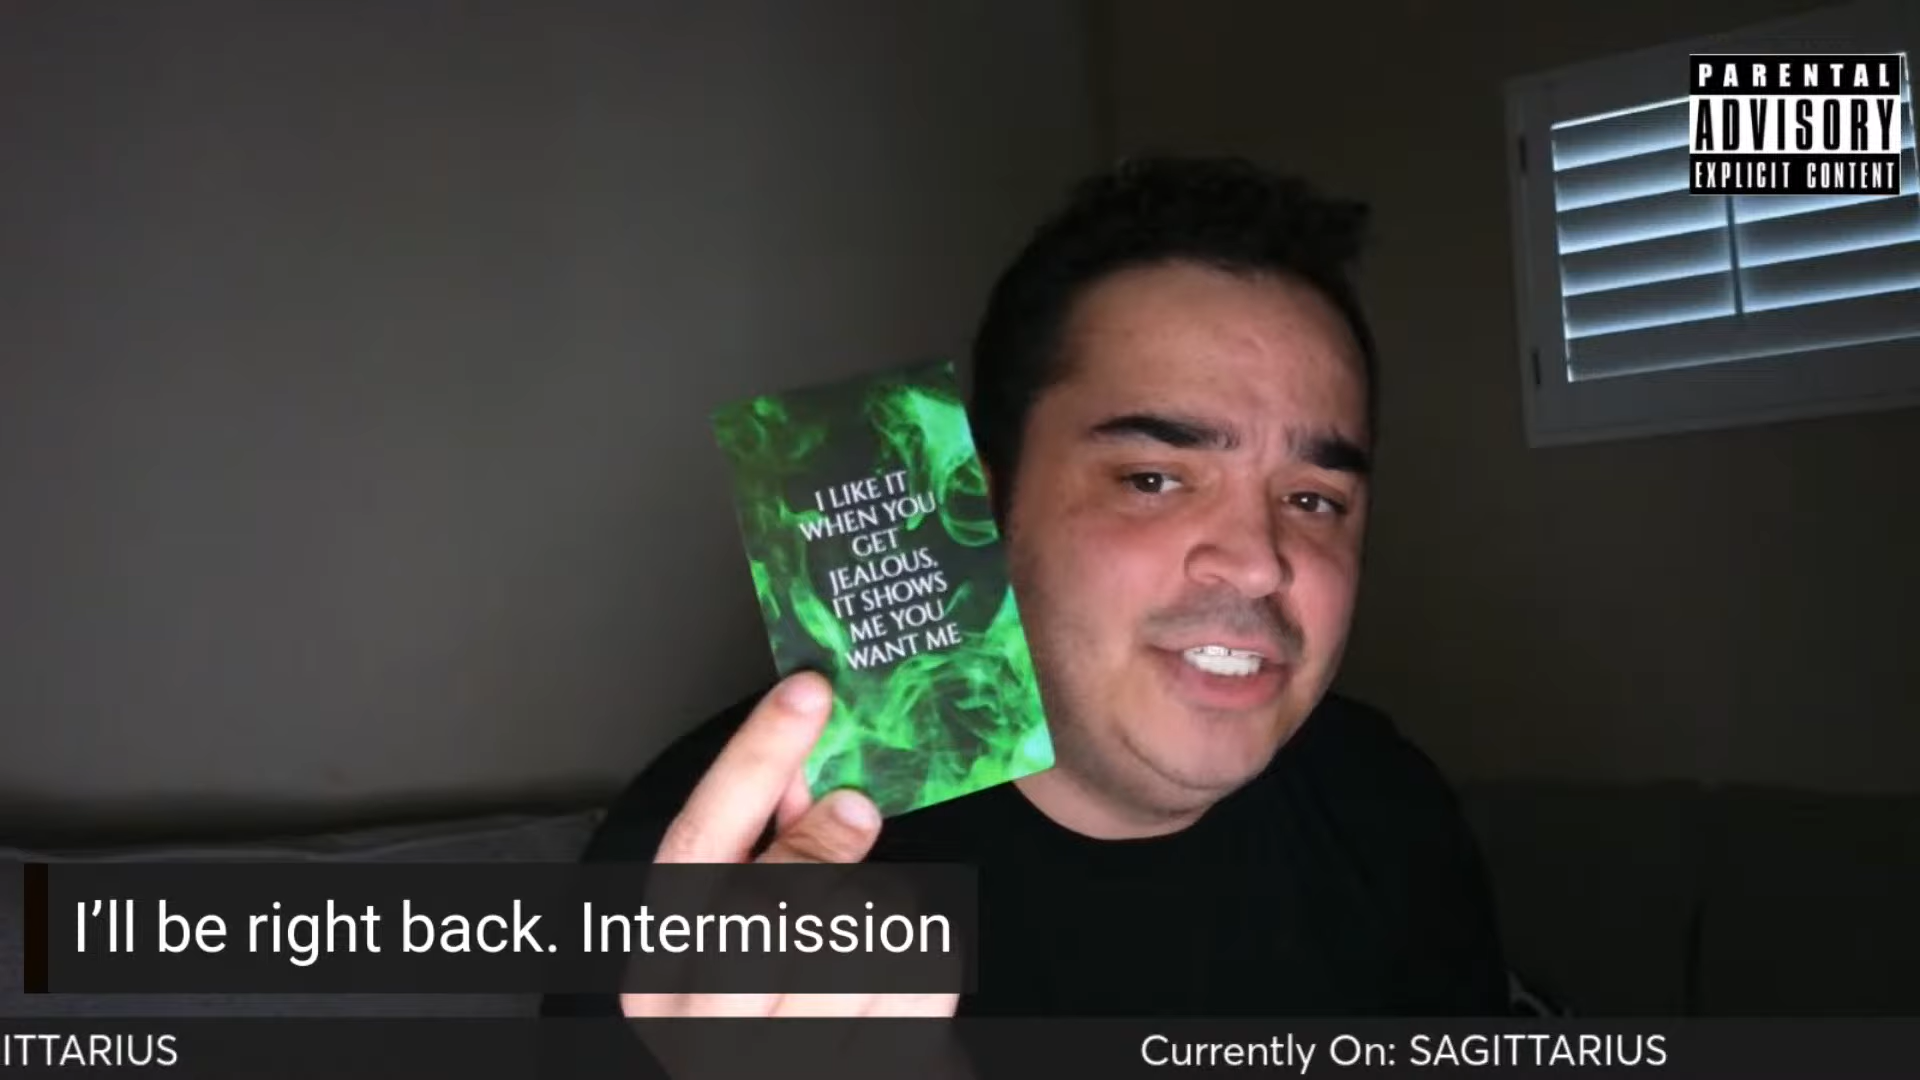 PARENTAL
ADVISORY
EXPLICIT CONTENT
I LIKE IT
WHEN YOU
GET
JEALOUS.
IT SHOWS
ME YOU
WANT ME
I’ll be right back. Intermission
ITTARIUS
Currently On: SAGITTARIUS